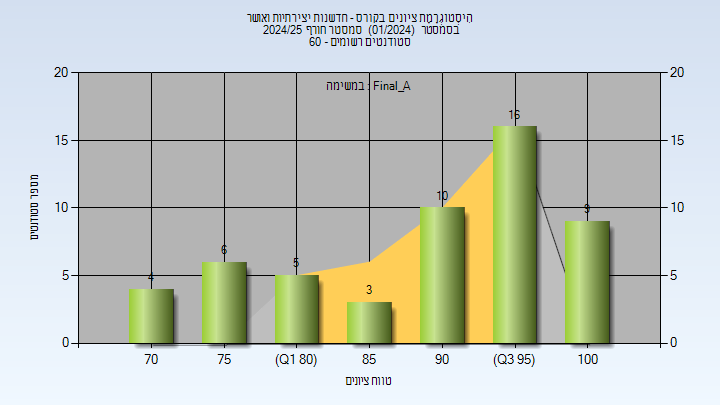 היסטוגרמת ציונים בקורס - חדשנות יצירתיות ואושר
בסמסטר (01/2024) סמסטר חורף 2024/25
סטודנטים רשומים - 60
במשימה : Final_A
20 20
15 15
10 10
5 5
0 0
4 6 5 3 10 16 9
70 75 (Q1 80) 85 90 (Q3 95) 100
מספר סטודנטים
טווח ציונים